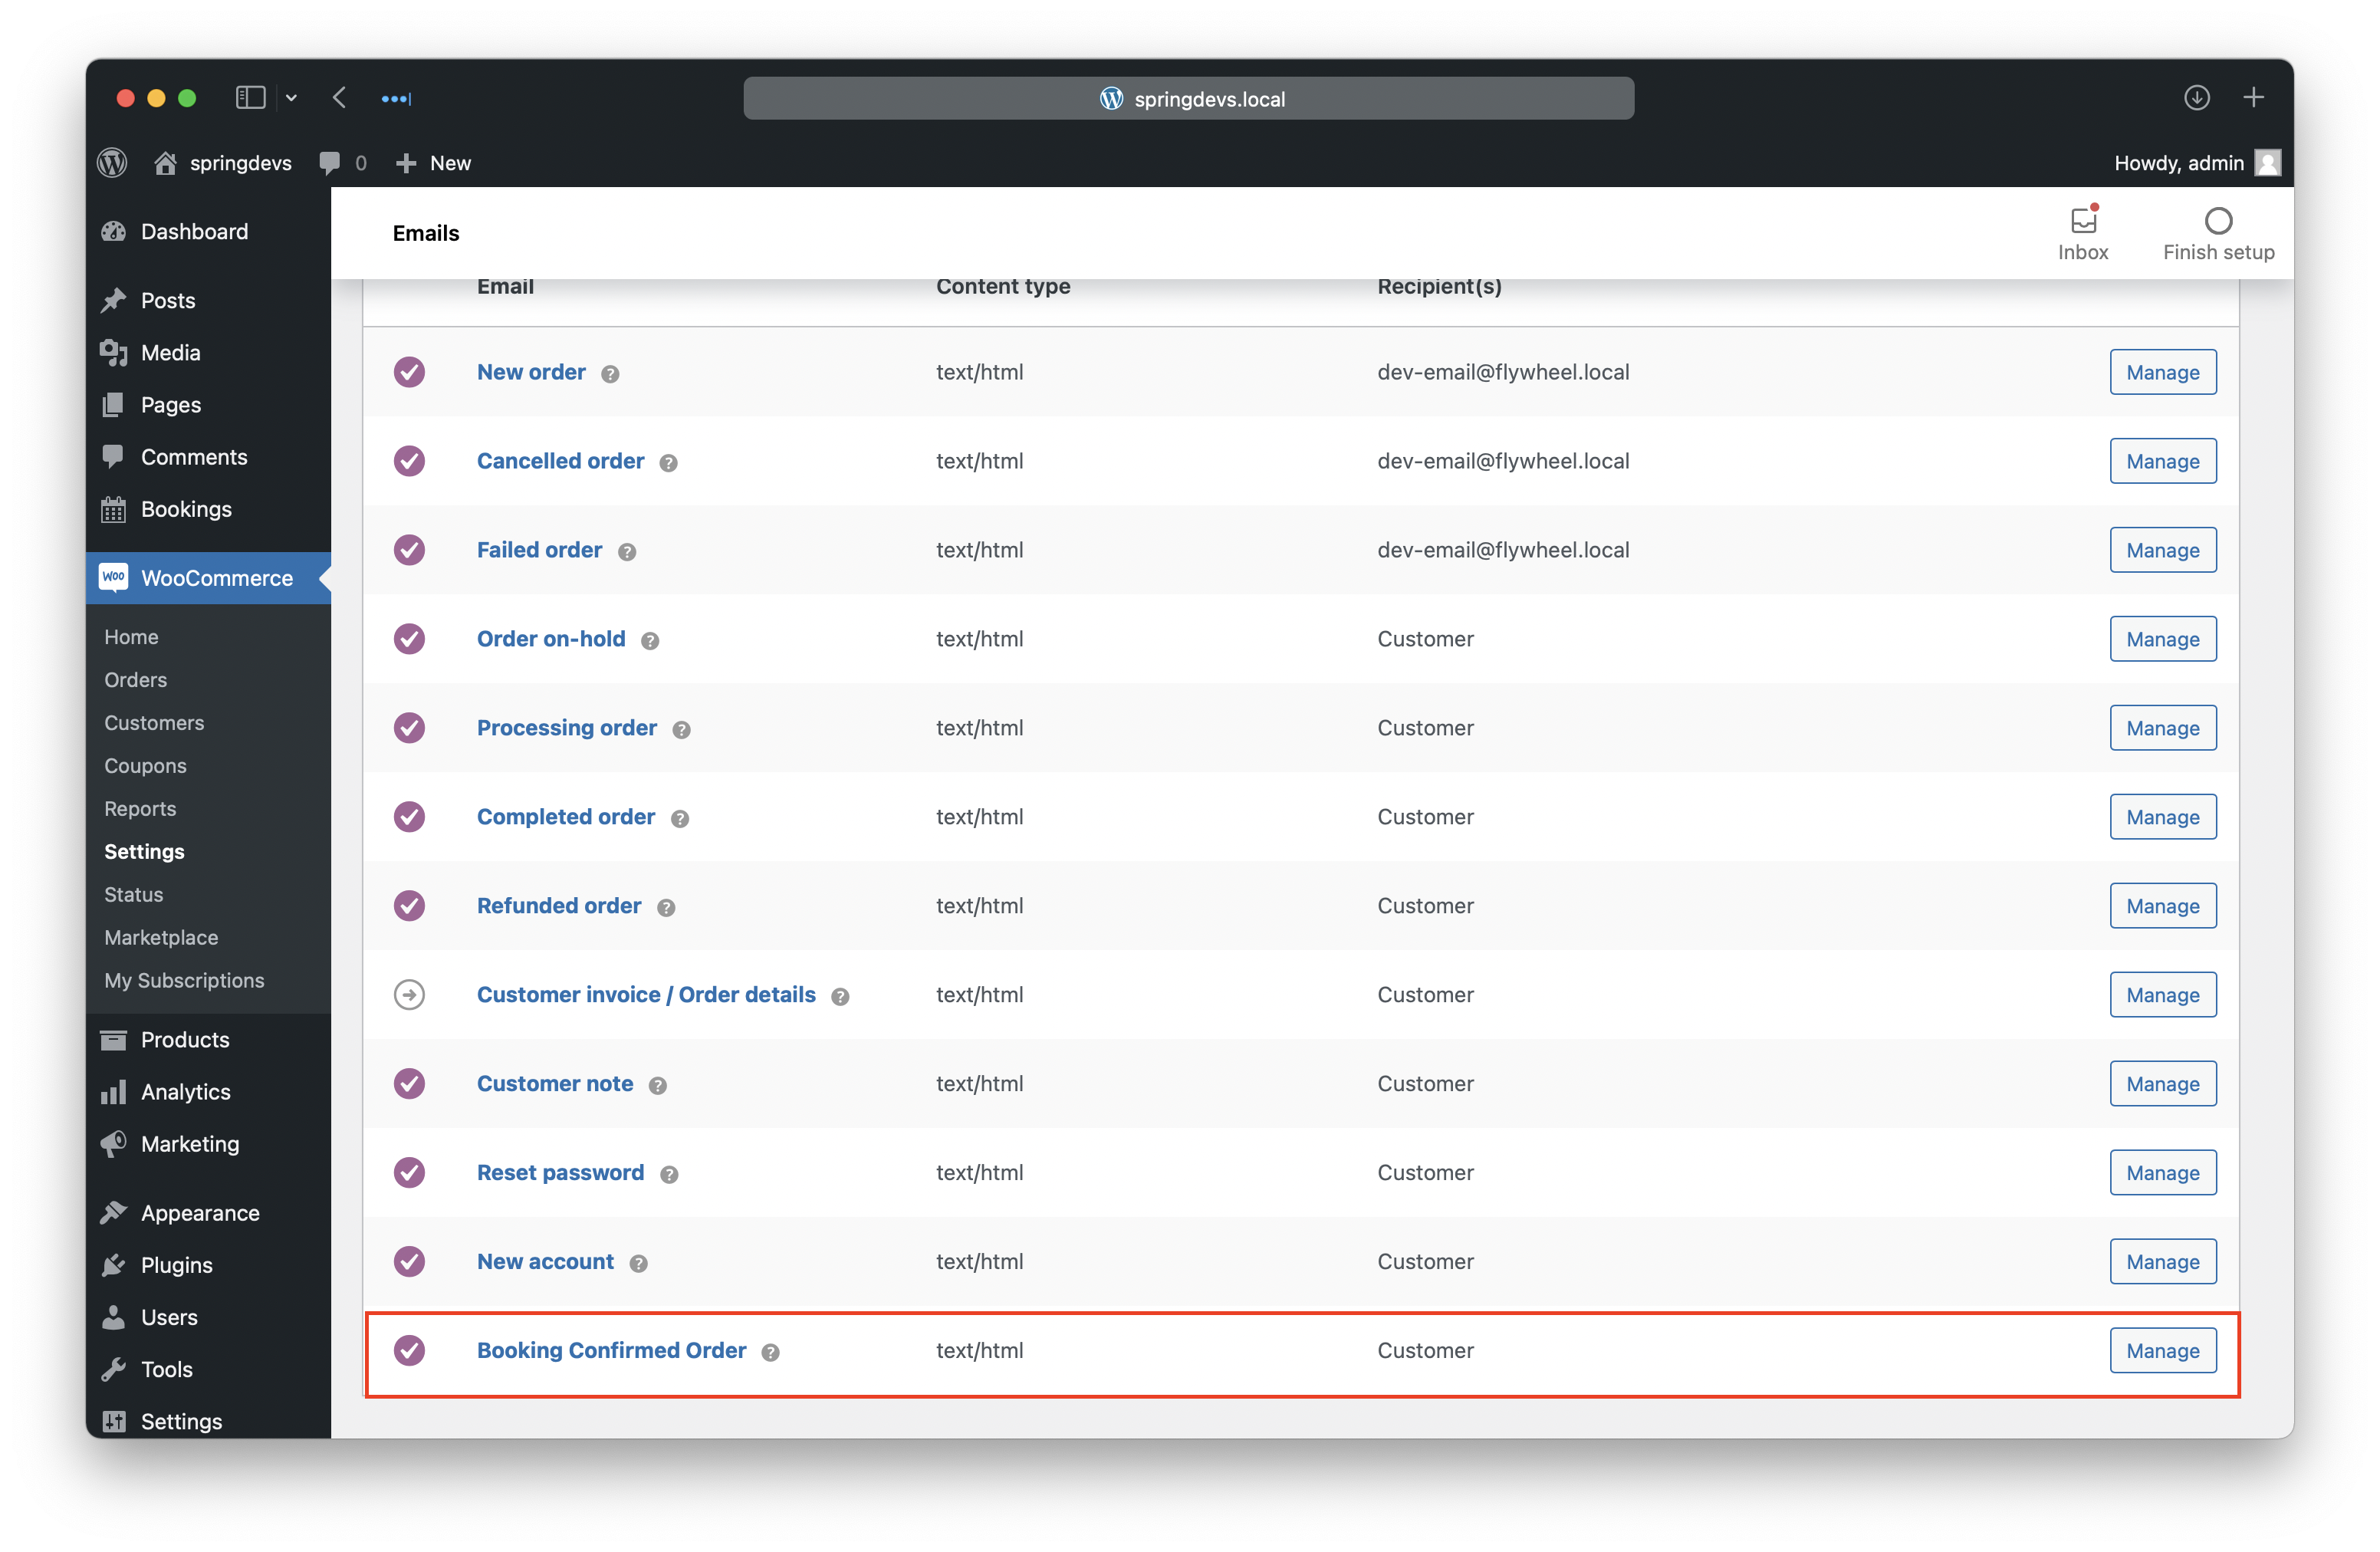 springdevs.local
springdevs 0 New Howdy, admin
Dashboard
Posts
Media
Pages
Comments
Bookings
Woo WooCommerce
Home
Orders
Customers
Coupons
Reports
Settings
Status
Marketplace
My Subscriptions
Products
Analytics
Marketing
Appearance
Plugins
Users
Tools
Settings
Emails
Inbox
Finish setup
Email Content type Recipient(s)
New order ? text/html dev-email@flywheel.local Manage
Cancelled order ? text/html dev-email@flywheel.local Manage
Failed order ? text/html dev-email@flywheel.local Manage
Order on-hold ? text/html Customer Manage
Processing order ? text/html Customer Manage
Completed order ? text/html Customer Manage
Refunded order ? text/html Customer Manage
Customer invoice / Order details ? text/html Customer Manage
Customer note ? text/html Customer Manage
Reset password ? text/html Customer Manage
New account ? text/html Customer Manage
Booking Confirmed Order ? text/html Customer Manage